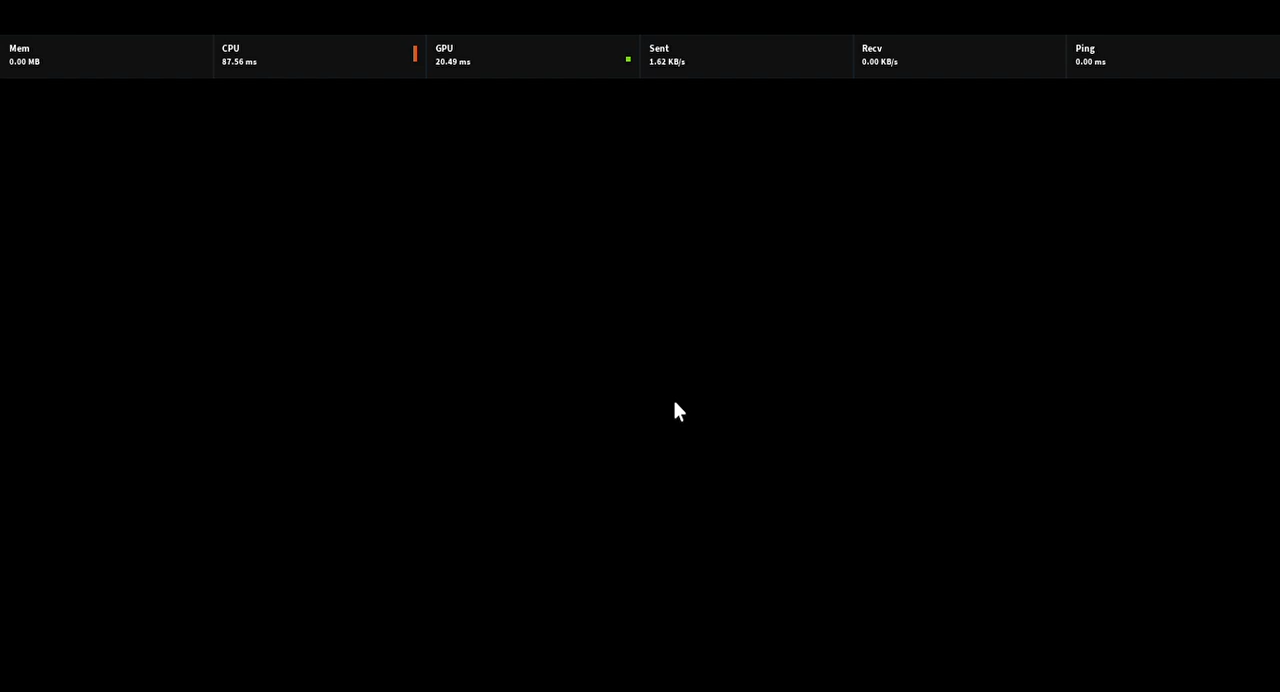 Mem CPU GPU Sent Recv Ping
0.00 MB 87.56 ms 20.49 ms 1.62 KB/s 0.00 KB/s 0.00 ms